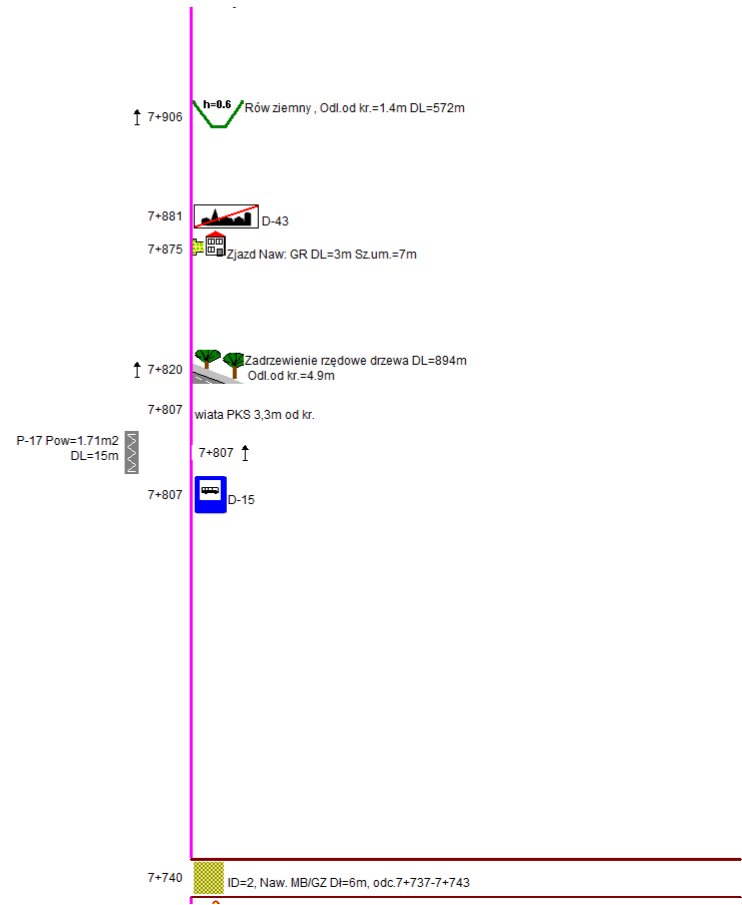 h=0.6
Rów ziemny , Odl.od kr.=1.4m DL=572m
7+906
7+881
D-43
7+875
Zjazd Naw: GR DL=3m Sz.um.=7m
Zadrzewienie rzędowe drzewa DL=894m
7+820
Odl.od kr.=4.9m
7+807
wiata PKS 3,3m od kr.
P-17 Pow=1.71m2
DL=15m
7+807
7+807
D-15
7+740
ID=2, Naw. MB/GZ Dł=6m, odc.7+737-7+743